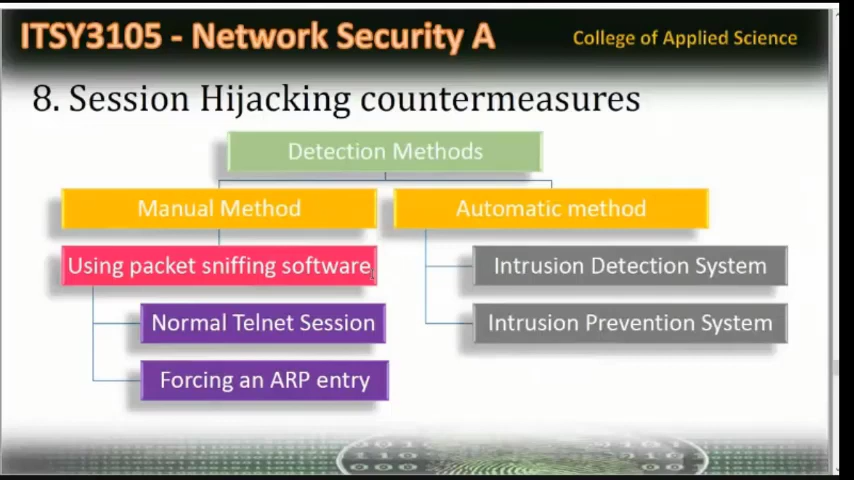 ITSY3105 - Network Security A
College of Applied Science
8. Session Hijacking countermeasures
Detection Methods
Manual Method
Automatic method
Using packet sniffing software
Intrusion Detection System
Normal Telnet Session
Intrusion Prevention System
Forcing an ARP entry